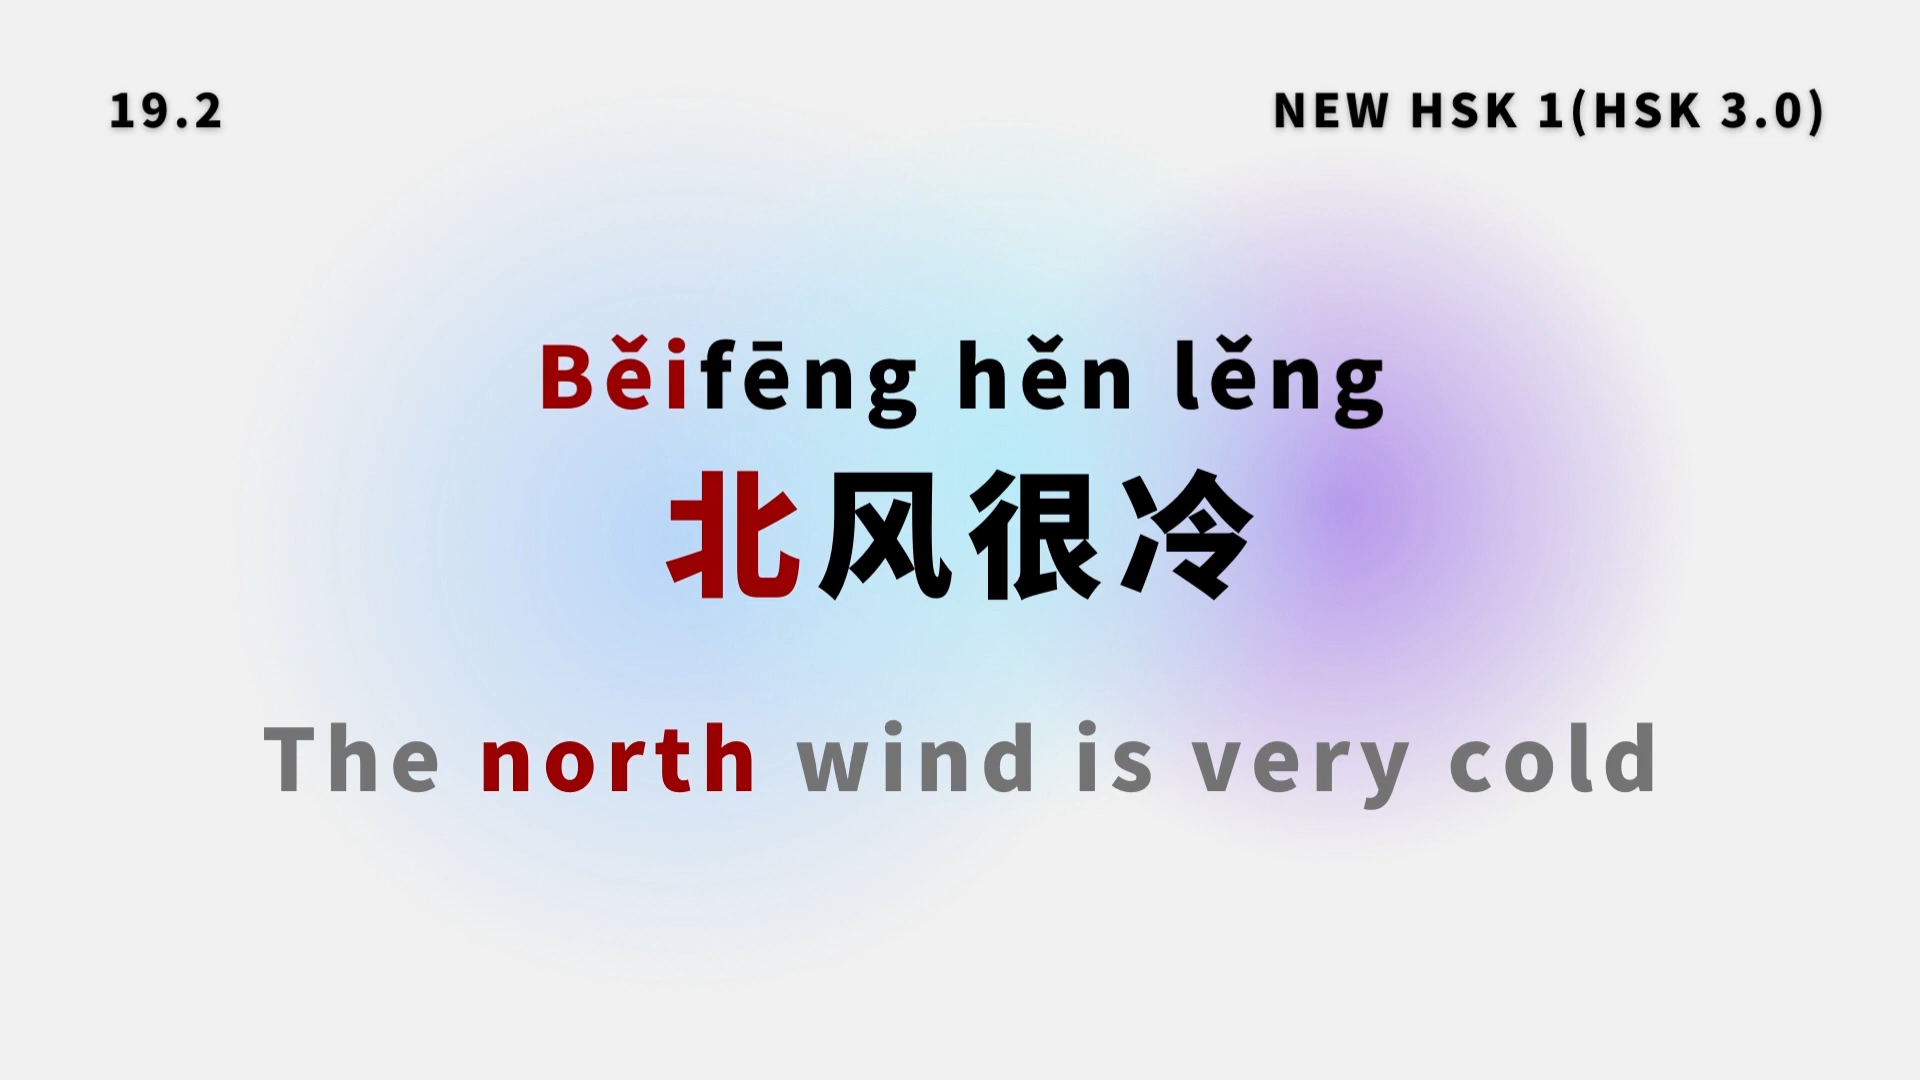 19.2
NEW HSK 1(HSK 3.0)
Běifēng hěn lěng
北风很冷
The north wind is very cold